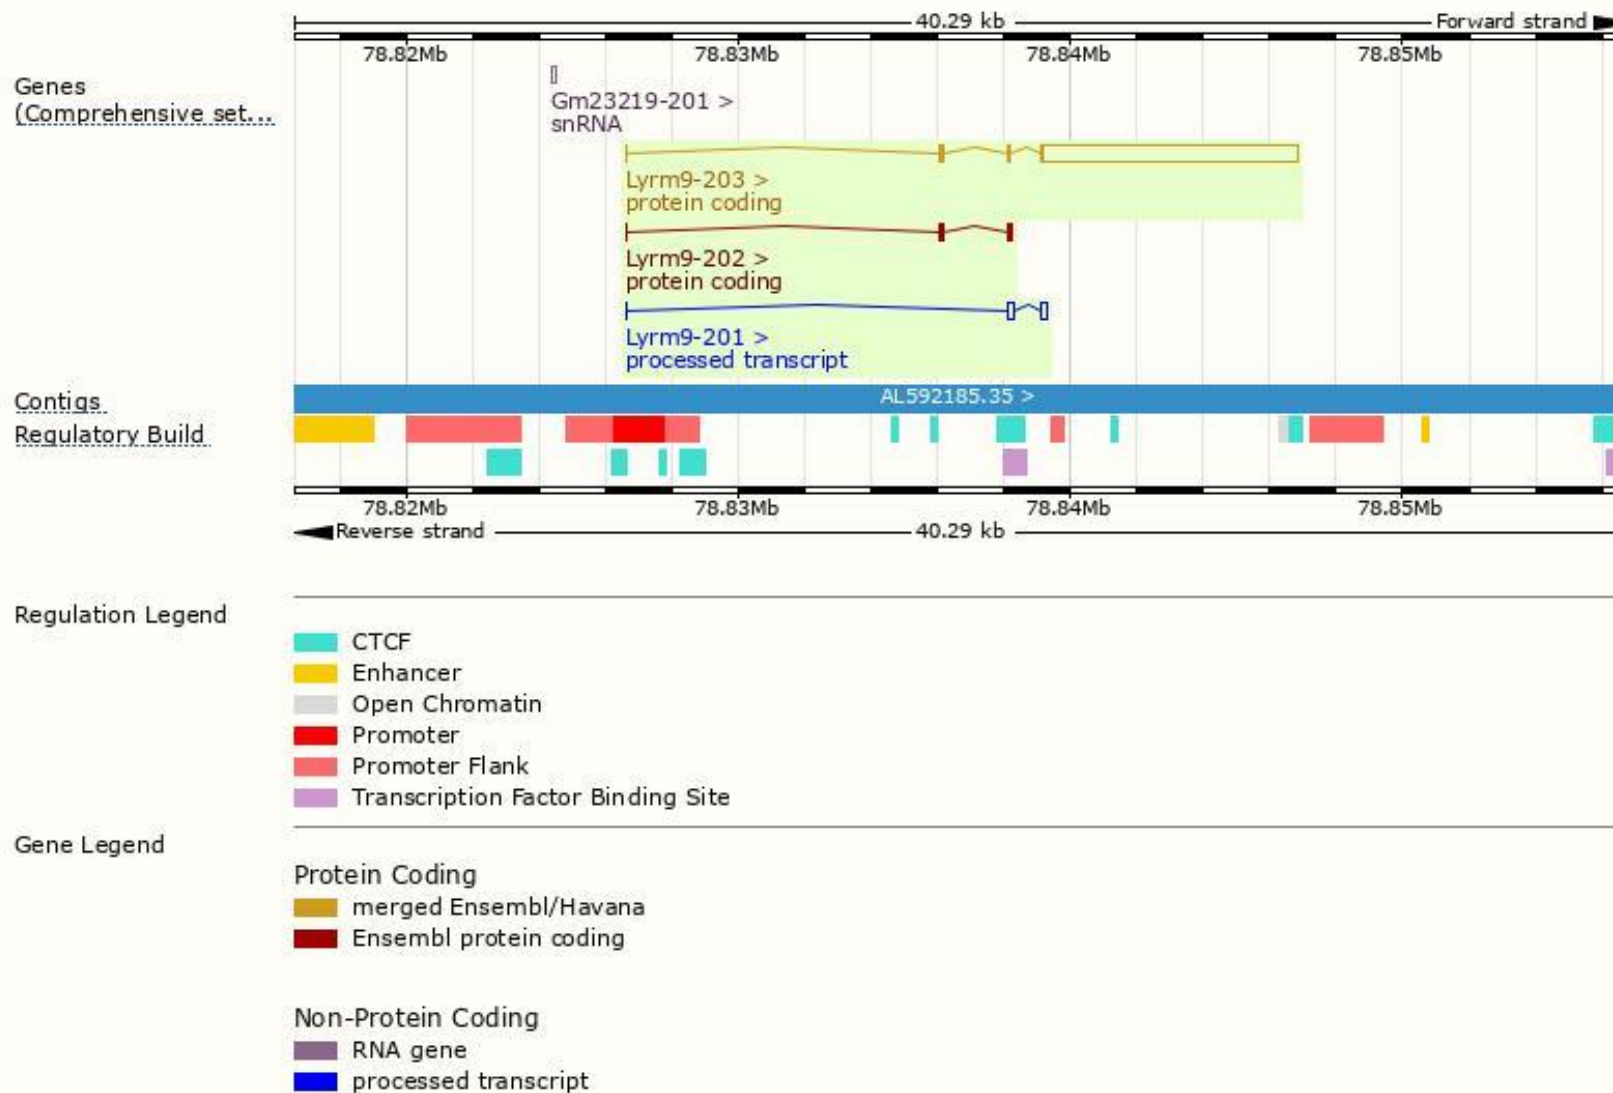 40.29 kb Forward strand
78.82Mb 78.83Mb 78.84Mb 78.85Mb
Genes
(Comprehensive set...
Gm23219-201 >
snRNA
Lyrm9-203 >
protein coding
Lyrm9-202 >
protein coding
Lyrm9-201 >
processed transcript
Contigs AL592185.35 >
Regulatory Build
78.82Mb 78.83Mb 78.84Mb 78.85Mb
Reverse strand 40.29 kb
Regulation Legend
CTCF
Enhancer
Open Chromatin
Promoter
Promoter Flank
Transcription Factor Binding Site
Gene Legend
Protein Coding
merged Ensembl/Havana
Ensembl protein coding
Non-Protein Coding
RNA gene
processed transcript